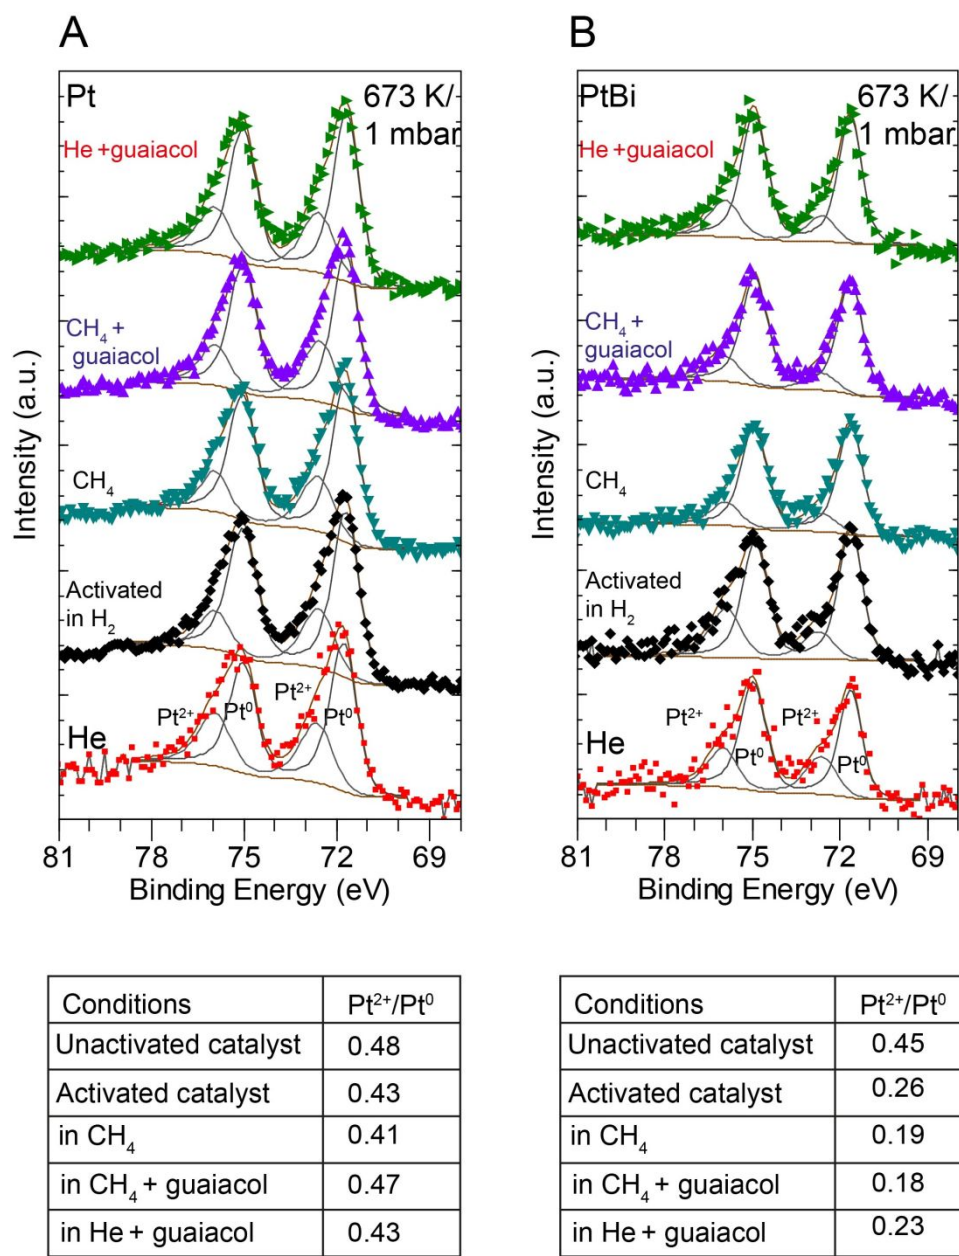 A
Pt
673 K/
1 mbar
He +guaiacol
CH₄ +
guaiacol
CH₄
Activated
in H₂
He
Pt²⁺
Pt⁰
Pt²⁺
Pt⁰
Intensity (a.u.)
81 78 75 72 69
Binding Energy (eV)
B
PtBi
673 K/
1 mbar
He +guaiacol
CH₄ +
guaiacol
CH₄
Activated
in H₂
He
Pt²⁺
Pt⁰
Pt²⁺
Pt⁰
Intensity (a.u.)
81 78 75 72 69
Binding Energy (eV)
Conditions Pt²⁺/Pt⁰
Unactivated catalyst 0.48
Activated catalyst 0.43
in CH₄ 0.41
in CH₄ + guaiacol 0.47
in He + guaiacol 0.43
Conditions Pt²⁺/Pt⁰
Unactivated catalyst 0.45
Activated catalyst 0.26
in CH₄ 0.19
in CH₄ + guaiacol 0.18
in He + guaiacol 0.23